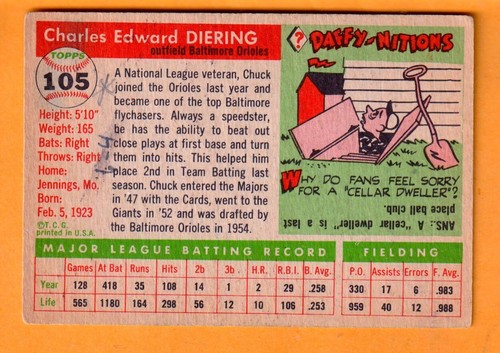 Charles Edward DIERING
outfield Baltimore Orioles
TOPPS
105
Height: 5'10"
Weight: 165
Bats: Right
Throws: Right
Home:
Jennings, Mo.
Born:
Feb. 5, 1923
© T. C. G.
printed in U.S.A.
A National League veteran, Chuck
joined the Orioles last year and
became one of the top Baltimore
flychasers. Always a speedster,
he has the ability to beat out
close plays at first base and turn
them into hits. This helped him
place 2nd in Team Batting last
season. Chuck entered the Majors
in '47 with the Cards, went to the
Giants in '52 and was drafted by
the Baltimore Orioles in 1954.
? DAFFY-NITIONS
WHY DO FANS FEEL SORRY
FOR A "CELLAR DWELLER"?
ANS.: A "cellar dweller" is a last
place ball club.
MAJOR LEAGUE BATTING RECORD FIELDING
Games At Bat Runs Hits 2b 3b H.R. R.B.I. B. Avg. P.O. Assists Errors F. Avg.
Year 128 418 35 108 14 1 2 29 .258 330 17 6 .983
Life 565 1180 164 298 50 10 106 .253 959 40 12 .988